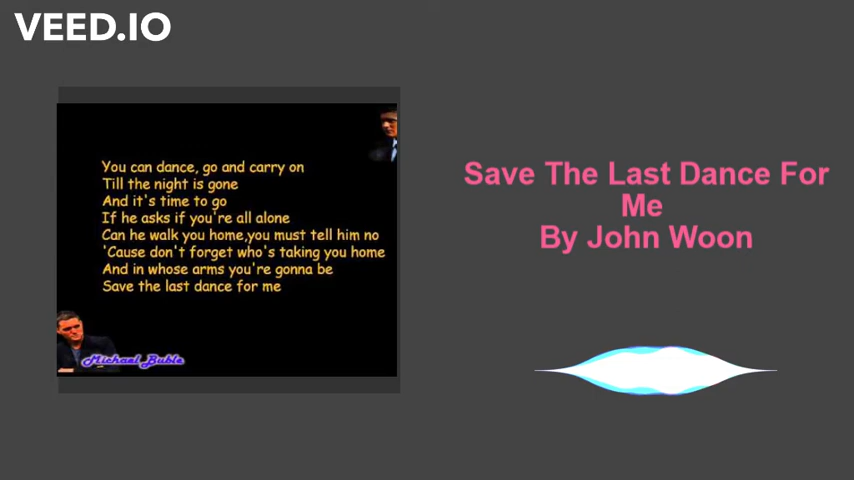 VEED.IO
You can dance, go and carry on
Till the night is gone
And it's time to go
If he asks if you're all alone
Can he walk you home,you must tell him no
'Cause don't forget who's taking you home
And in whose arms you're gonna be
Save the last dance for me
Michael Buble
Save The Last Dance For
Me
By John Woon